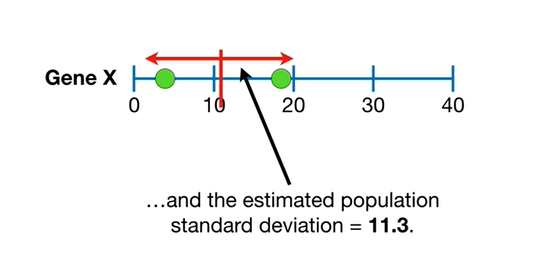 Gene X
0 10 20 30 40
…and the estimated population
standard deviation = 11.3.